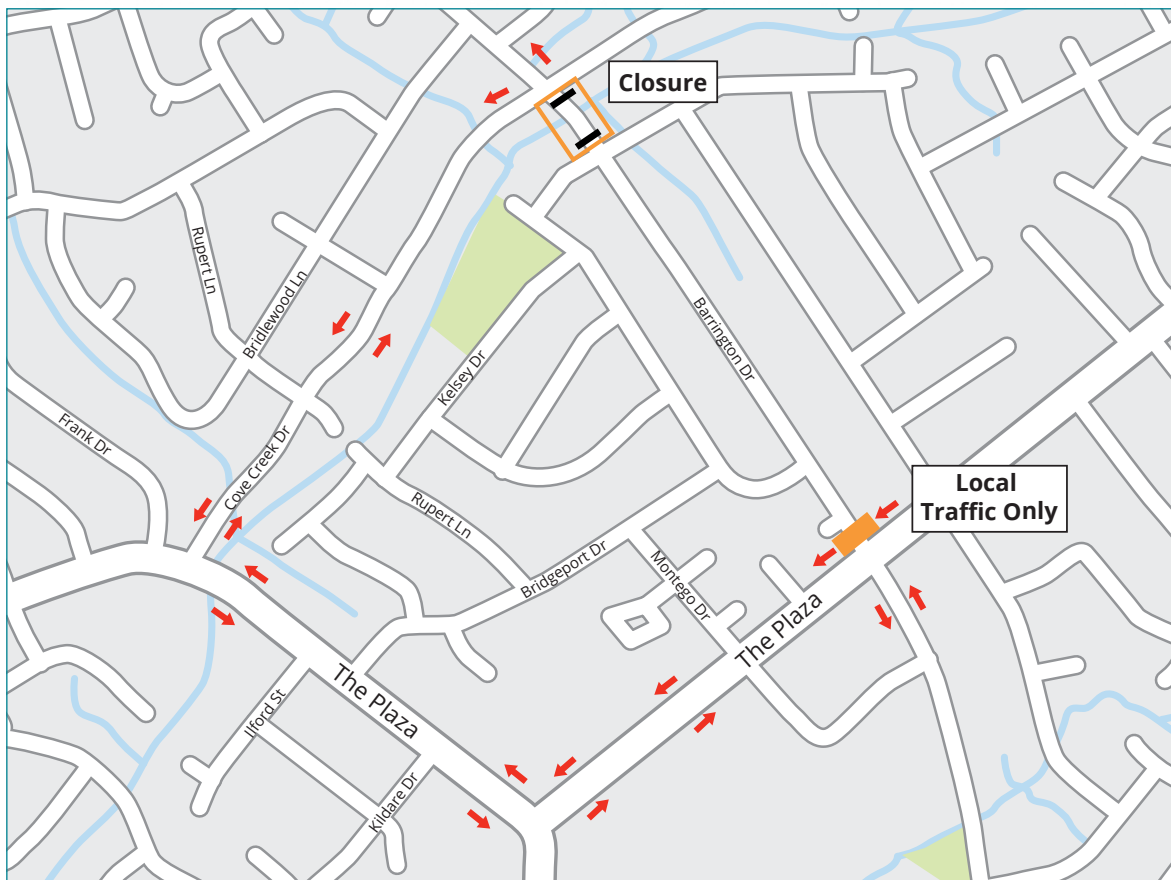 Closure
Rupert Ln
Bridlewood Ln
Barrington Dr
Kelsey Dr
Frank Dr
Cove Creek Dr
Local
Traffic Only
Rupert Ln
Bridgeport Dr
Montego Dr
The Plaza
The Plaza
Ilford St
Kildare Dr